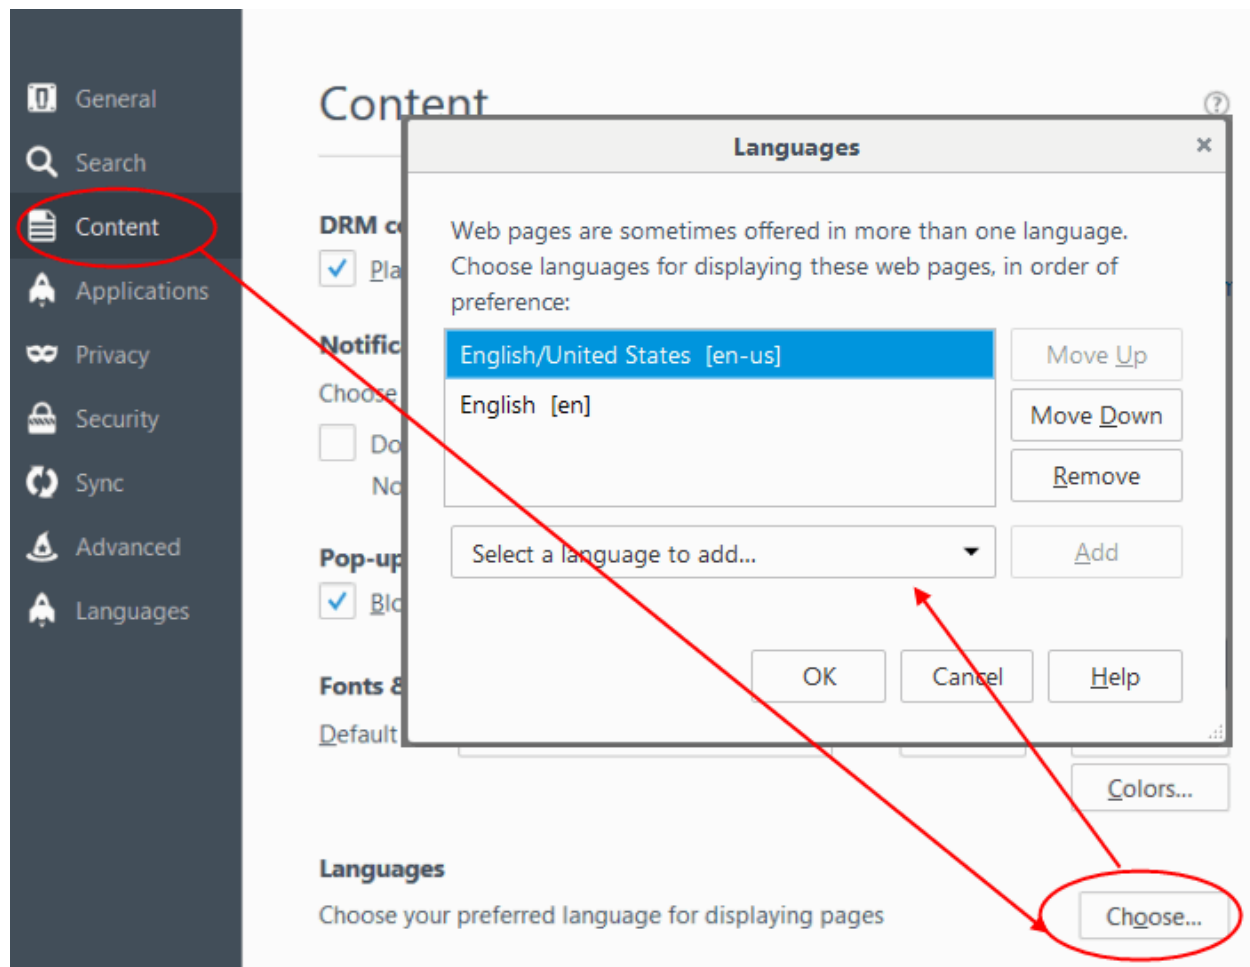 General
Search
Content
Applications
Privacy
Security
Sync
Advanced
Languages
Content
?
Languages
Web pages are sometimes offered in more than one language.
Choose languages for displaying these web pages, in order of
preference:
English/United States [en-us]
English [en]
Move Up
Move Down
Remove
Select a language to add...
Add
OK
Cancel
Help
DRM
Notific
Choose
Do
No
Pop-up
Fonts &
Default
Colors...
Languages
Choose your preferred language for displaying pages
Choose...